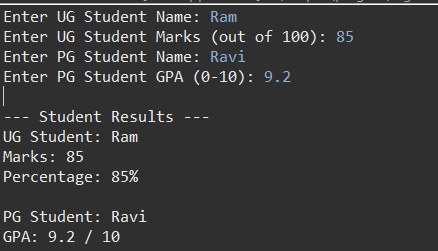 Enter UG Student Name: Ram
Enter UG Student Marks (out of 100): 85
Enter PG Student Name: Ravi
Enter PG Student GPA (0-10): 9.2
--- Student Results ---
UG Student: Ram
Marks: 85
Percentage: 85%
PG Student: Ravi
GPA: 9.2 / 10